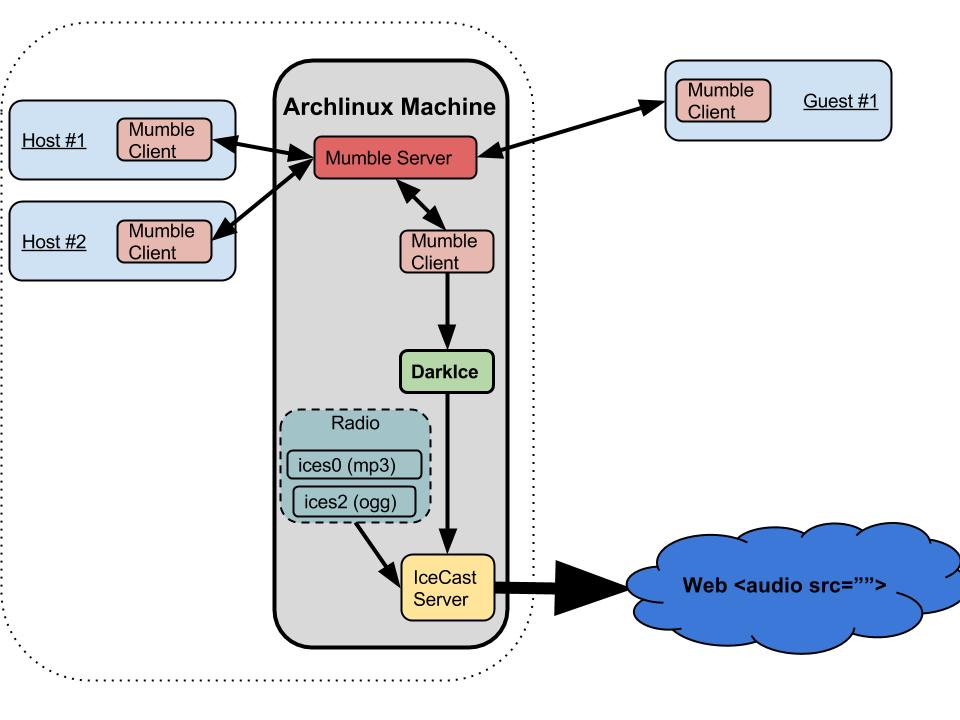 Archlinux Machine
Host #1
Mumble
Client
Mumble Server
Mumble
Client
Guest #1
Host #2
Mumble
Client
Mumble
Client
DarkIce
Radio
ices0 (mp3)
ices2 (ogg)
IceCast
Server
Web <audio src=””>